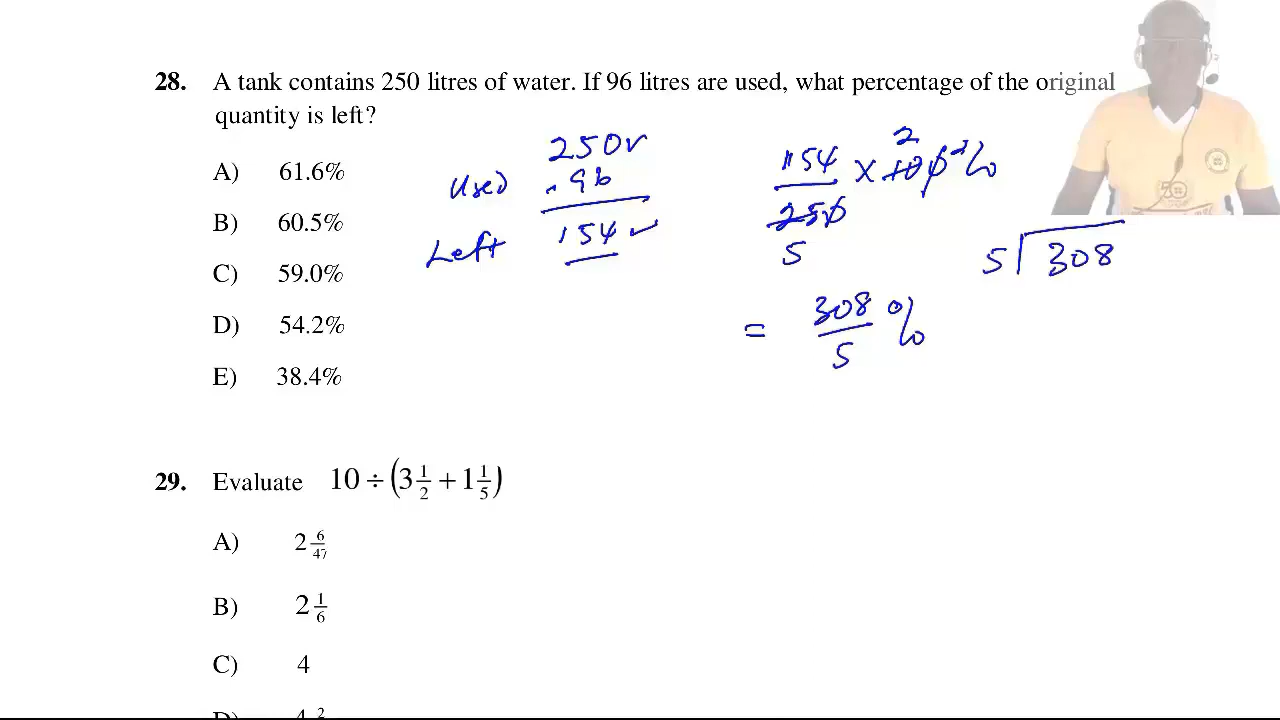 28. A tank contains 250 litres of water. If 96 litres are used, what percentage of the original
quantity is left?
A) 61.6%
B) 60.5%
C) 59.0%
D) 54.2%
E) 38.4%
250
Used 96
Left 154
154 × 100%
250
2
5
= 308/5 %
5 308
29. Evaluate 10 ÷ (3 1/2 + 1 1/5)
A) 2 6/47
B) 2 1/6
C) 4